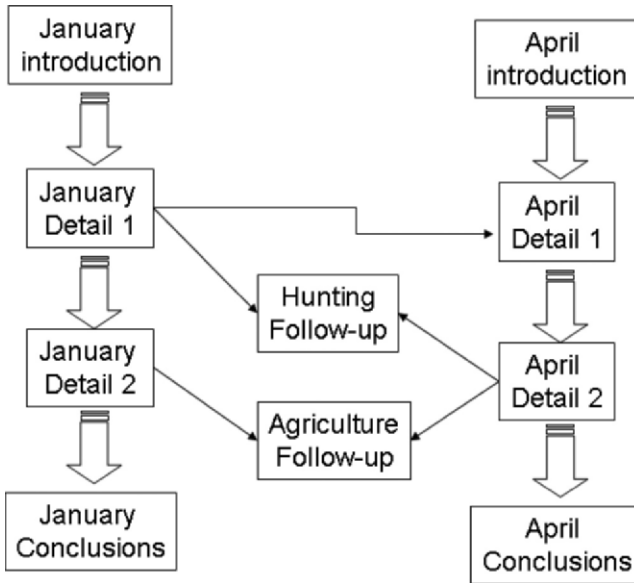 January
introduction
January
Detail 1
January
Detail 2
January
Conclusions
Hunting
Follow-up
Agriculture
Follow-up
April
introduction
April
Detail 1
April
Detail 2
April
Conclusions